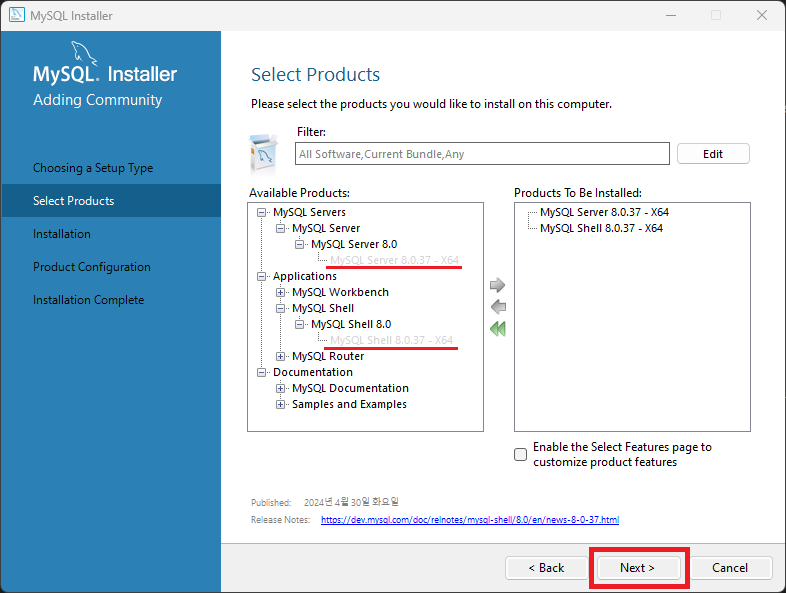 MySQL Installer
MySQL. Installer
Adding Community
Choosing a Setup Type
Select Products
Installation
Product Configuration
Installation Complete
Select Products
Please select the products you would like to install on this computer.
Filter:
All Software,Current Bundle,Any
Edit
Available Products:
MySQL Servers
MySQL Server
MySQL Server 8.0
MySQL Server 8.0.37 - X64
Applications
MySQL Workbench
MySQL Shell
MySQL Shell 8.0
MySQL Shell 8.0.37 - X64
MySQL Router
Documentation
MySQL Documentation
Samples and Examples
Products To Be Installed:
MySQL Server 8.0.37 - X64
MySQL Shell 8.0.37 - X64
Enable the Select Features page to
customize product features
Published: 2024년 4월 30일 화요일
Release Notes: https://dev.mysql.com/doc/relnotes/mysql-shell/8.0/en/news-8-0-37.html
< Back
Next >
Cancel